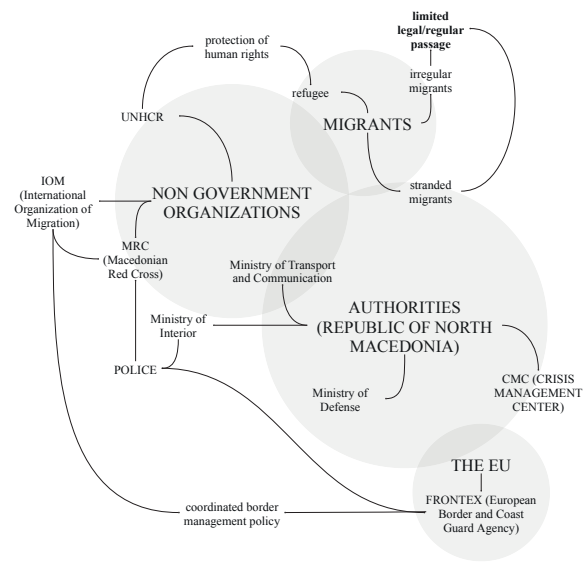 limited
legal/regular
passage
protection of
human rights
irregular
migrants
refugee
UNHCR
MIGRANTS
IOM
(International
Organization of
Migration)
NON GOVERNMENT
ORGANIZATIONS
stranded
migrants
MRC
(Macedonian
Red Cross)
Ministry of Transport
and Communication
AUTHORITIES
(REPUBLIC OF NORTH
MACEDONIA)
Ministry of
Interior
POLICE
CMC (CRISIS
MANAGEMENT
CENTER)
Ministry of
Defense
THE EU
FRONTEX (European
Border and Coast
Guard Agency)
coordinated border
management policy